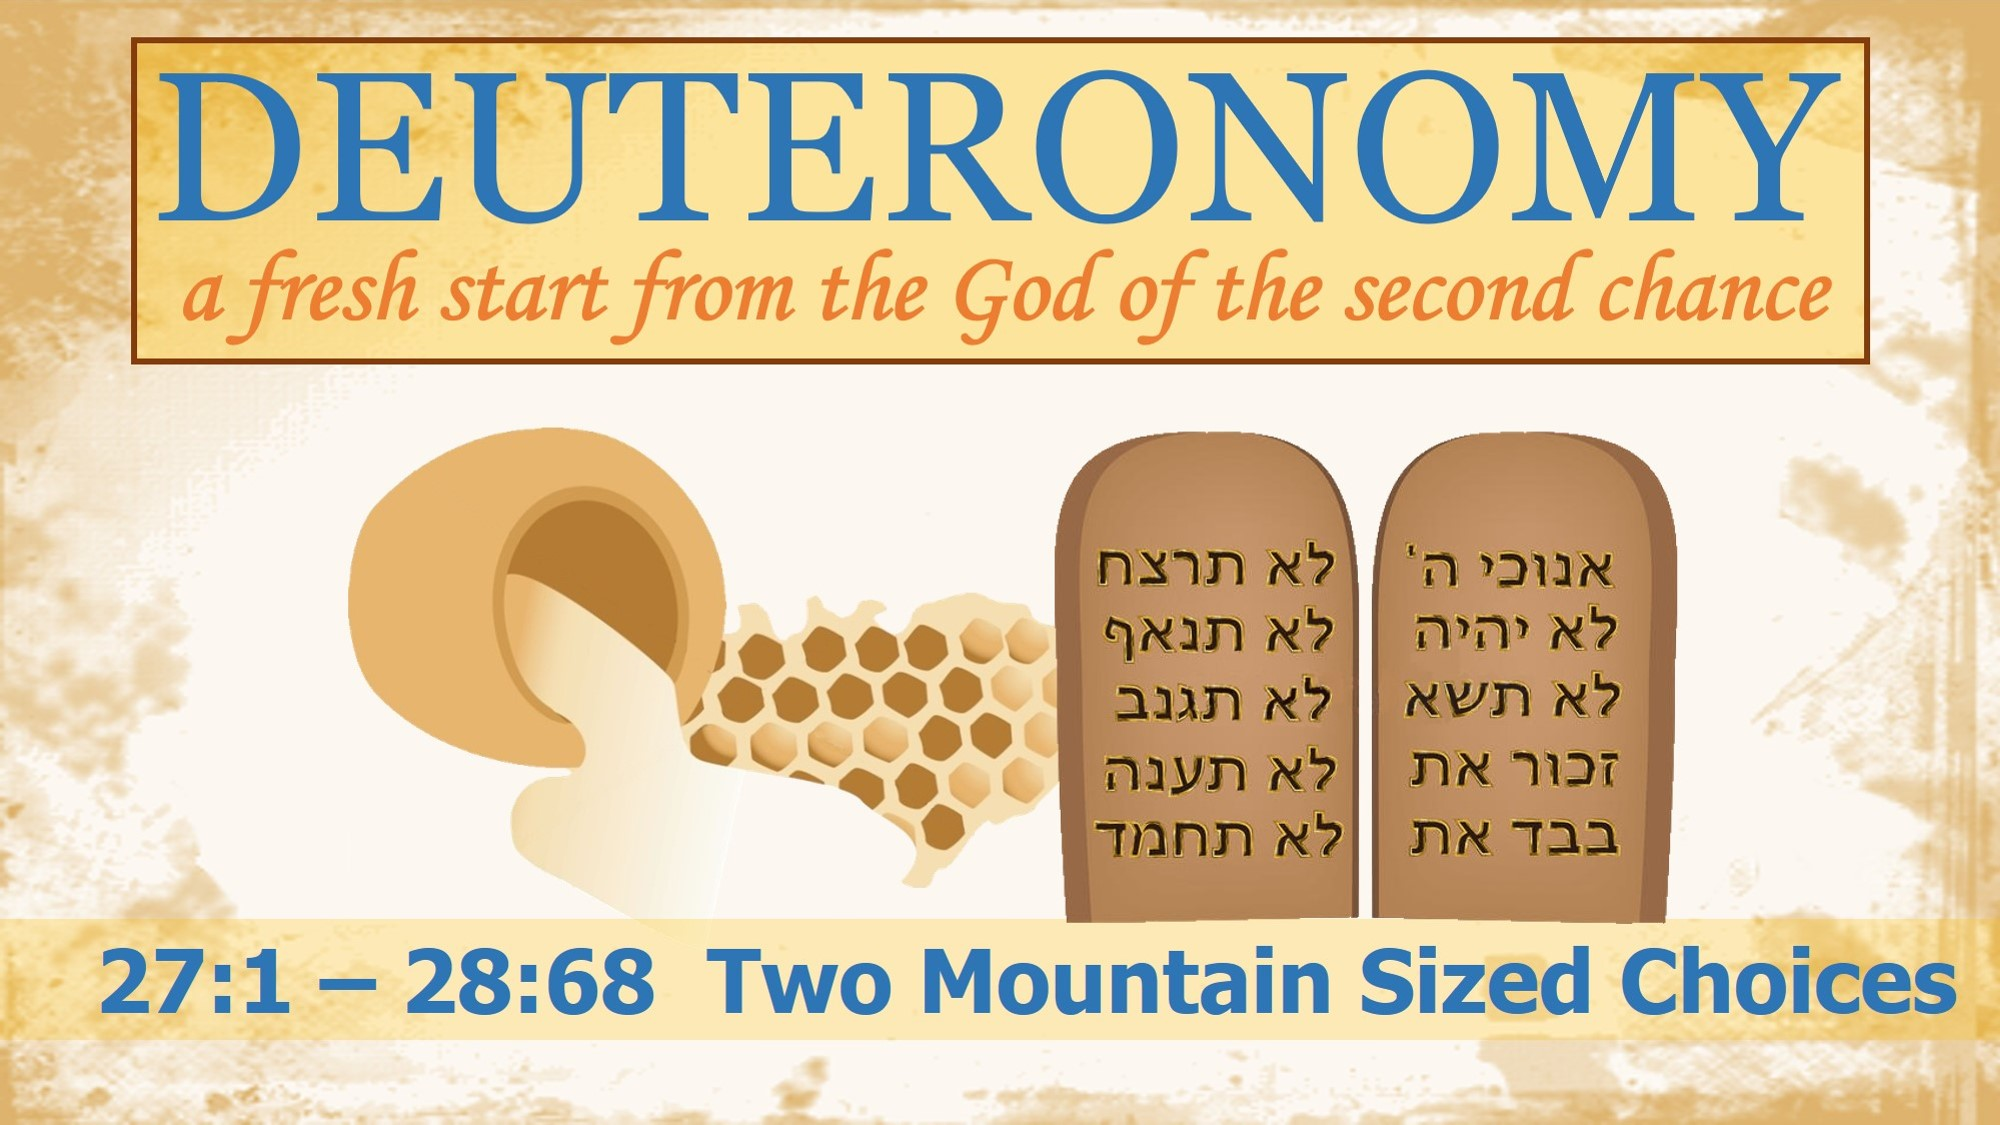 DEUTERONOMY
a fresh start from the God of the second chance
אנוכי ה'
לא יהיה
לא תשא
זכור את
בבד את
לא תרצח
לא תנאף
לא תגנב
לא תענה
לא תחמד
27:1 – 28:68 Two Mountain Sized Choices